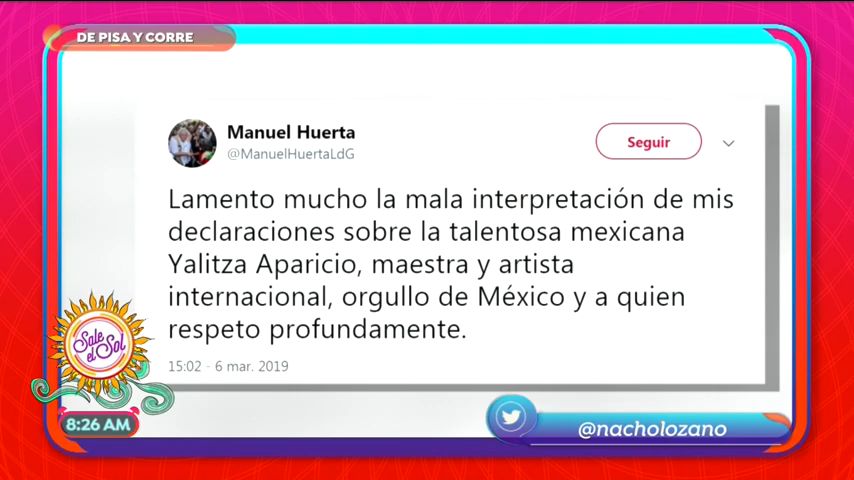 DE PISA Y CORRE
Manuel Huerta
@ManuelHuertaLdG
Seguir
Lamento mucho la mala interpretación de mis
declaraciones sobre la talentosa mexicana
Yalitza Aparicio, maestra y artista
internacional, orgullo de México y a quien
respeto profundamente.
15:02 - 6 mar. 2019
Sale
el Sol
8:26 AM
@nacholozano